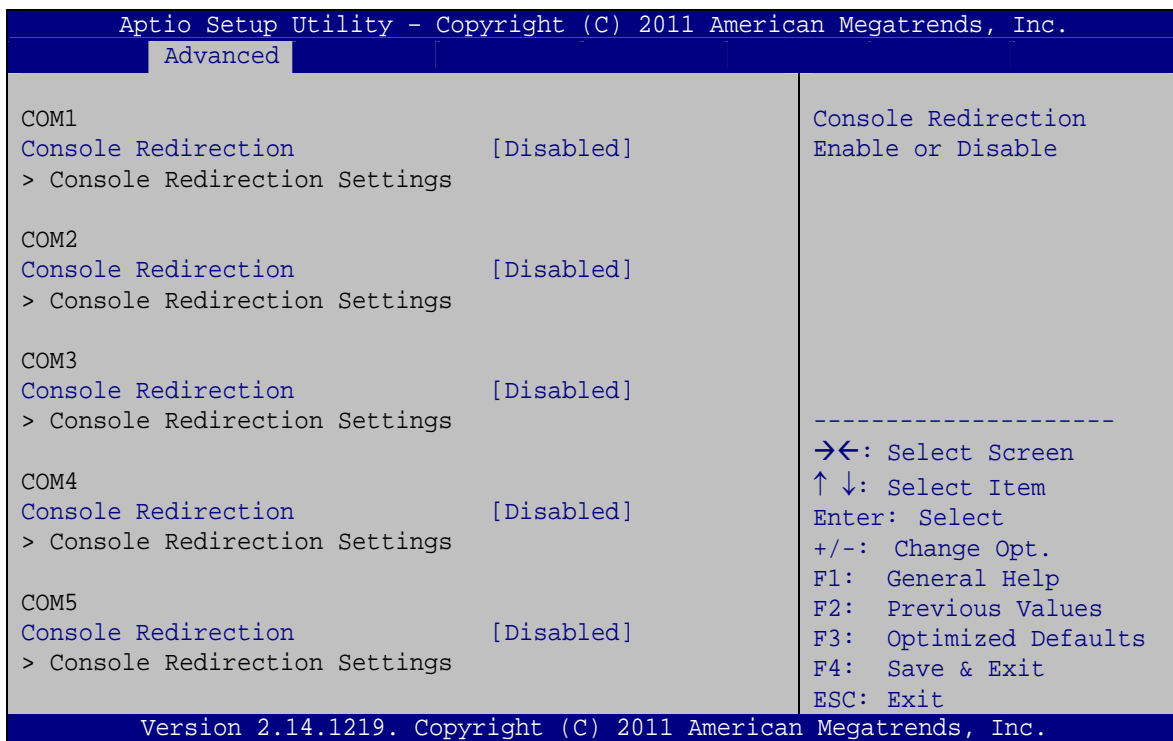 Aptio Setup Utility – Copyright (C) 2011 American Megatrends, Inc.
Advanced
COM1
Console Redirection [Disabled]
> Console Redirection Settings
COM2
Console Redirection [Disabled]
> Console Redirection Settings
COM3
Console Redirection [Disabled]
> Console Redirection Settings
COM4
Console Redirection [Disabled]
> Console Redirection Settings
COM5
Console Redirection [Disabled]
> Console Redirection Settings
Console Redirection
Enable or Disable
---------------------
→←: Select Screen
↑ ↓: Select Item
Enter: Select
+/-: Change Opt.
F1: General Help
F2: Previous Values
F3: Optimized Defaults
F4: Save & Exit
ESC: Exit
Version 2.14.1219. Copyright (C) 2011 American Megatrends, Inc.